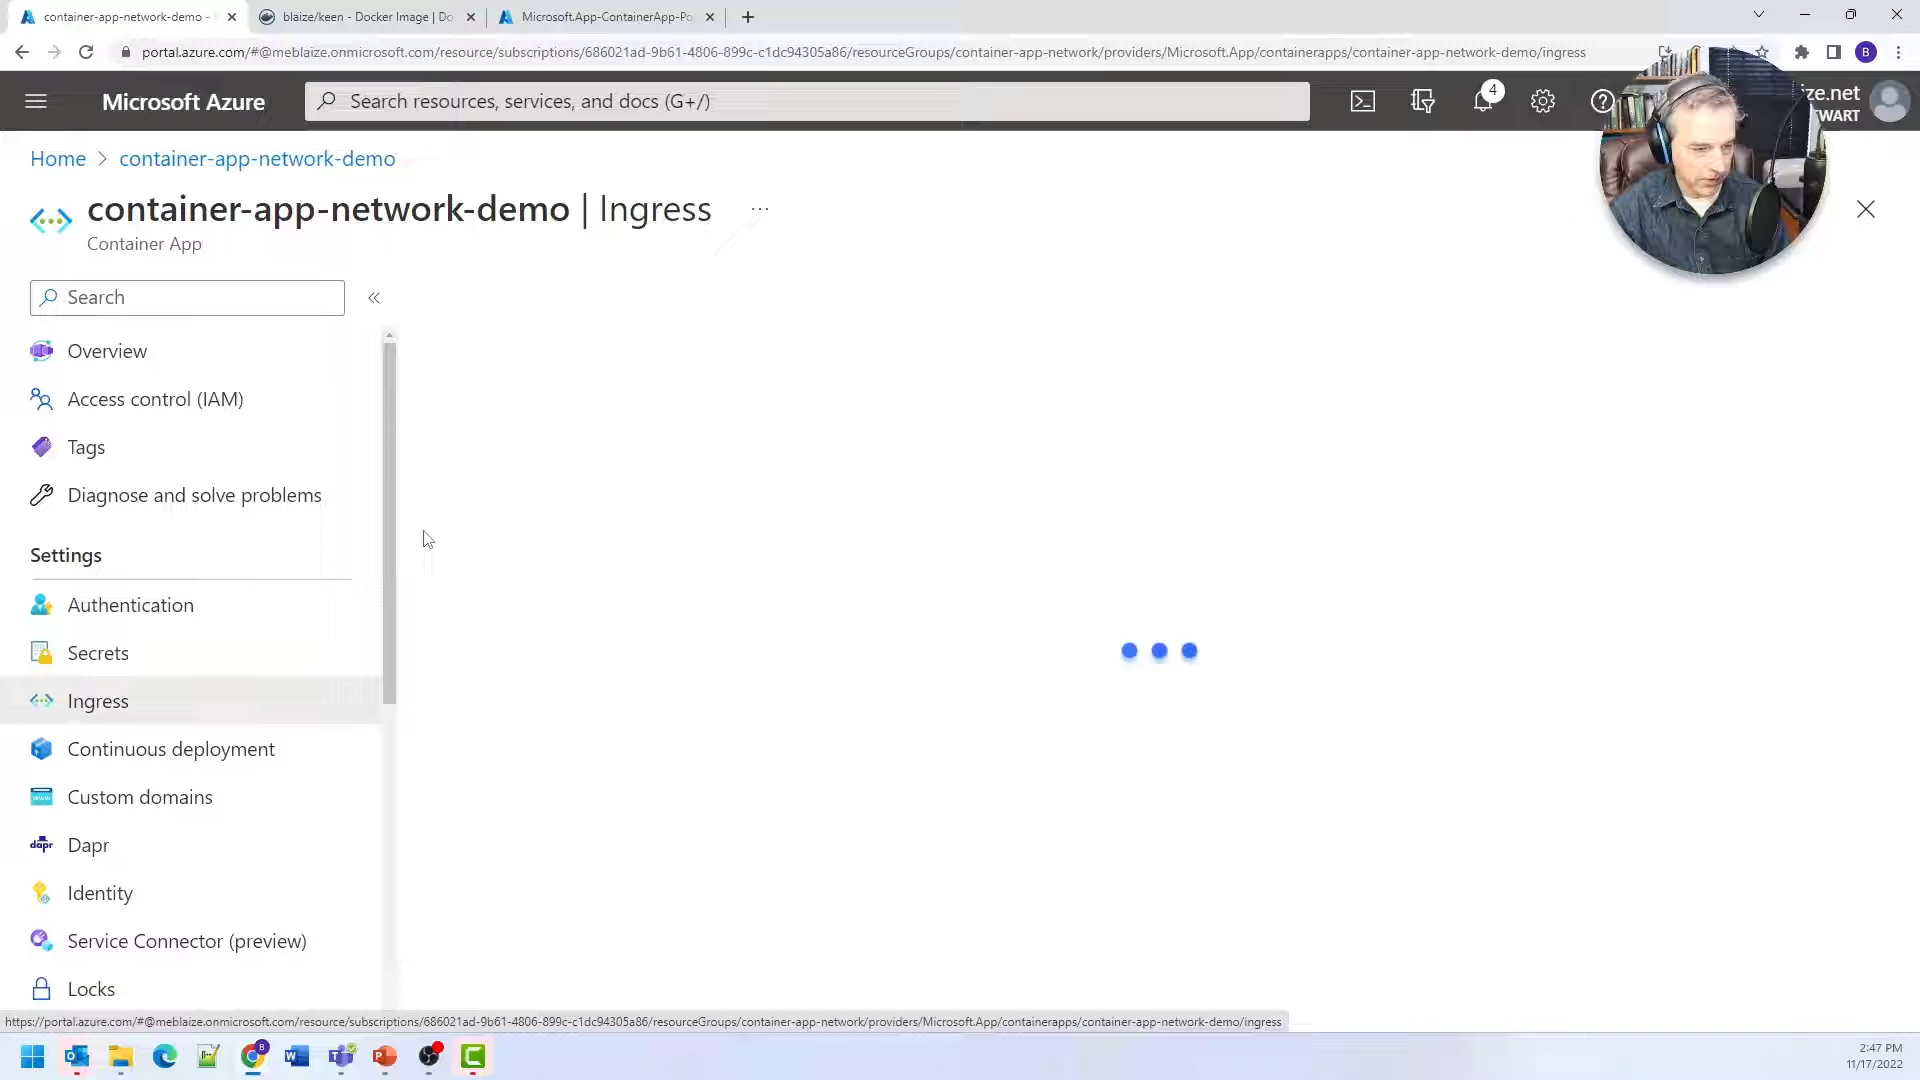 container-app-network-demo -
blaize/keen - Docker Image | Do
Microsoft.App-ContainerApp-Po
portal.azure.com/#@meblaize.onmicrosoft.com/resource/subscriptions/686021ad-9b61-4806-899c-c1dc94305a86/resourceGroups/container-app-network/providers/Microsoft.App/containerapps/container-app-network-demo/ingress
B
Microsoft Azure
Search resources, services, and docs (G+/)
4
ize.net
WART
Home > container-app-network-demo
container-app-network-demo | Ingress ...
Container App
Search
Overview
Access control (IAM)
Tags
Diagnose and solve problems
Settings
Authentication
Secrets
Ingress
Continuous deployment
Custom domains
Dapr
Identity
Service Connector (preview)
Locks
https://portal.azure.com/#@meblaize.onmicrosoft.com/resource/subscriptions/686021ad-9b61-4806-899c-c1dc94305a86/resourceGroups/container-app-network/providers/Microsoft.App/containerapps/container-app-network-demo/ingress
2:47 PM
11/17/2022